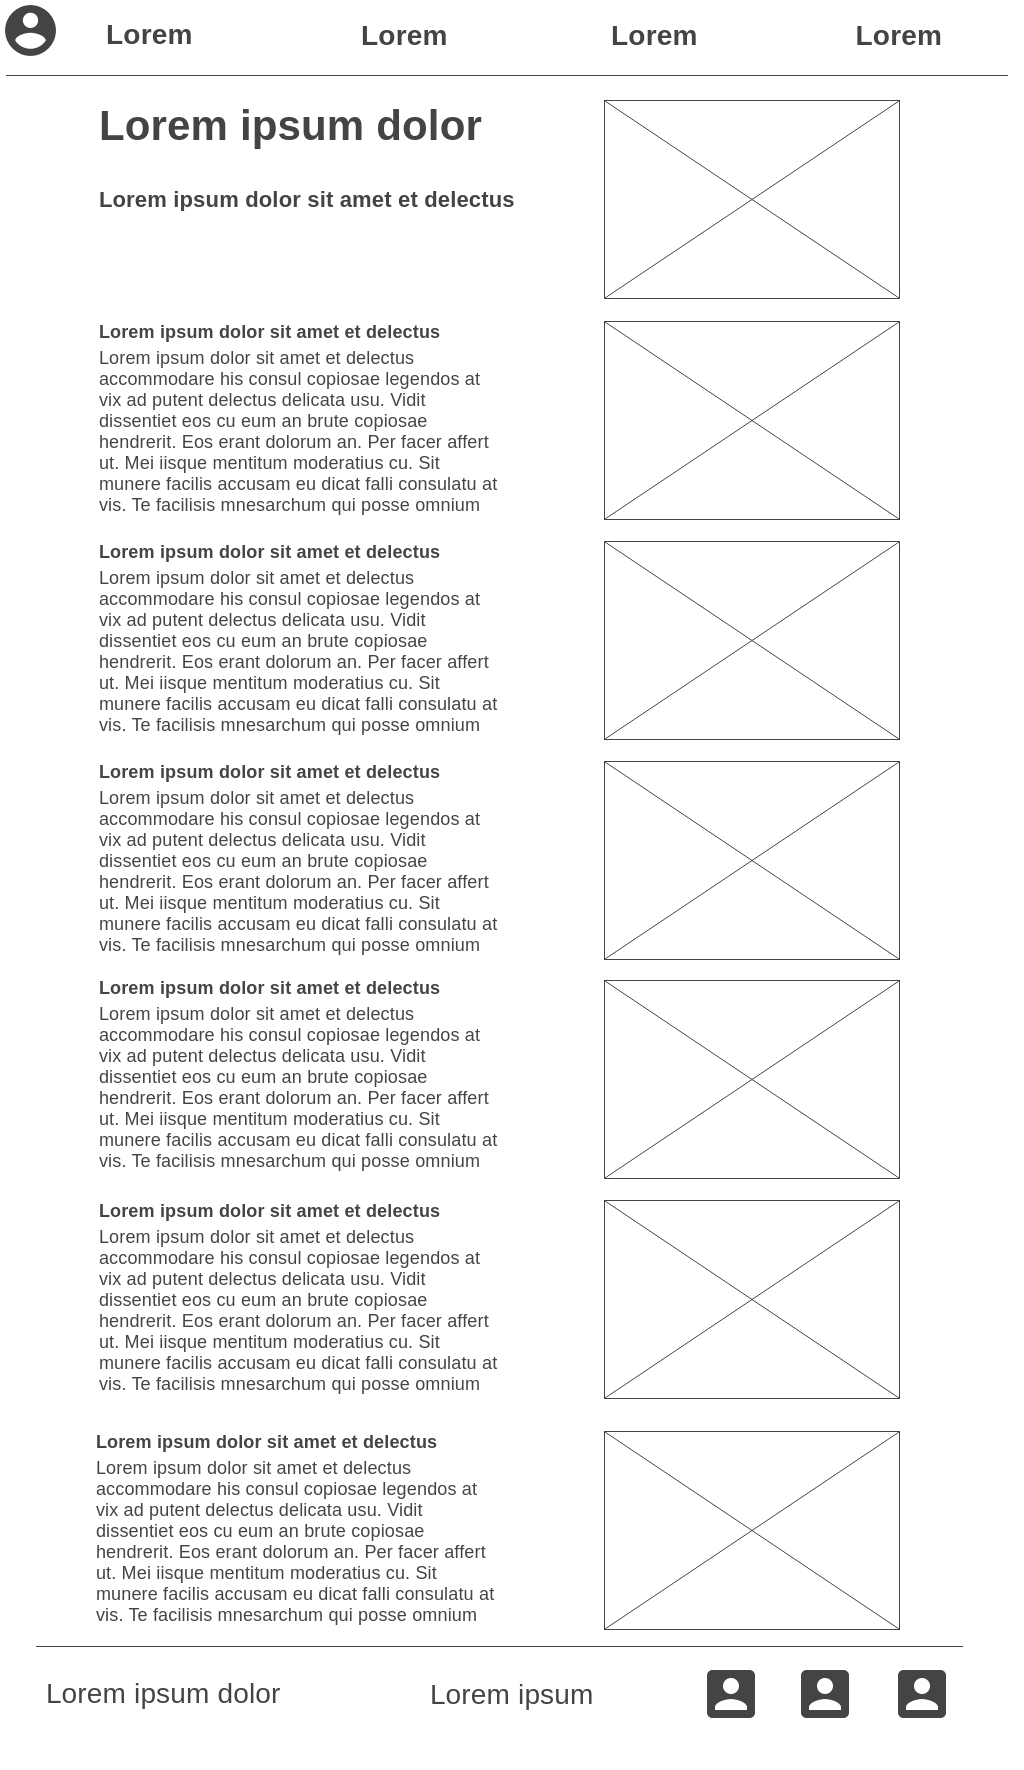 Lorem
Lorem
Lorem
Lorem
Lorem ipsum dolor
Lorem ipsum dolor sit amet et delectus
Lorem ipsum dolor sit amet et delectus
Lorem ipsum dolor sit amet et delectus
accommodare his consul copiosae legendos at
vix ad putent delectus delicata usu. Vidit
dissentiet eos cu eum an brute copiosae
hendrerit. Eos erant dolorum an. Per facer affert
ut. Mei iisque mentitum moderatius cu. Sit
munere facilis accusam eu dicat falli consulatu at
vis. Te facilisis mnesarchum qui posse omnium
Lorem ipsum dolor sit amet et delectus
Lorem ipsum dolor sit amet et delectus
accommodare his consul copiosae legendos at
vix ad putent delectus delicata usu. Vidit
dissentiet eos cu eum an brute copiosae
hendrerit. Eos erant dolorum an. Per facer affert
ut. Mei iisque mentitum moderatius cu. Sit
munere facilis accusam eu dicat falli consulatu at
vis. Te facilisis mnesarchum qui posse omnium
Lorem ipsum dolor sit amet et delectus
Lorem ipsum dolor sit amet et delectus
accommodare his consul copiosae legendos at
vix ad putent delectus delicata usu. Vidit
dissentiet eos cu eum an brute copiosae
hendrerit. Eos erant dolorum an. Per facer affert
ut. Mei iisque mentitum moderatius cu. Sit
munere facilis accusam eu dicat falli consulatu at
vis. Te facilisis mnesarchum qui posse omnium
Lorem ipsum dolor sit amet et delectus
Lorem ipsum dolor sit amet et delectus
accommodare his consul copiosae legendos at
vix ad putent delectus delicata usu. Vidit
dissentiet eos cu eum an brute copiosae
hendrerit. Eos erant dolorum an. Per facer affert
ut. Mei iisque mentitum moderatius cu. Sit
munere facilis accusam eu dicat falli consulatu at
vis. Te facilisis mnesarchum qui posse omnium
Lorem ipsum dolor sit amet et delectus
Lorem ipsum dolor sit amet et delectus
accommodare his consul copiosae legendos at
vix ad putent delectus delicata usu. Vidit
dissentiet eos cu eum an brute copiosae
hendrerit. Eos erant dolorum an. Per facer affert
ut. Mei iisque mentitum moderatius cu. Sit
munere facilis accusam eu dicat falli consulatu at
vis. Te facilisis mnesarchum qui posse omnium
Lorem ipsum dolor sit amet et delectus
Lorem ipsum dolor sit amet et delectus
accommodare his consul copiosae legendos at
vix ad putent delectus delicata usu. Vidit
dissentiet eos cu eum an brute copiosae
hendrerit. Eos erant dolorum an. Per facer affert
ut. Mei iisque mentitum moderatius cu. Sit
munere facilis accusam eu dicat falli consulatu at
vis. Te facilisis mnesarchum qui posse omnium
Lorem ipsum dolor
Lorem ipsum